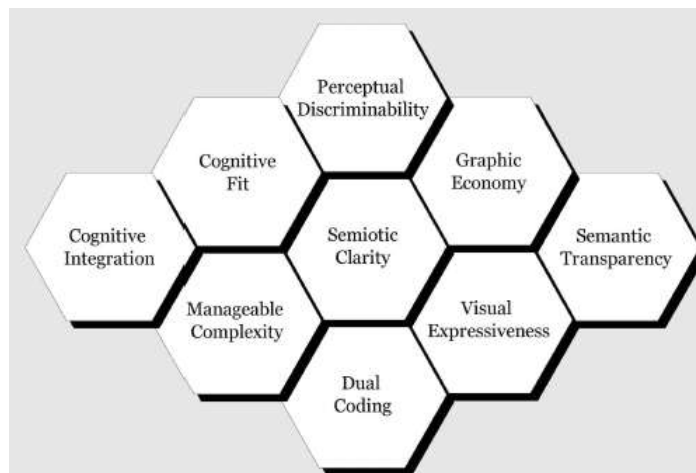 Perceptual
Discriminability
Cognitive
Fit
Graphic
Economy
Cognitive
Integration
Semiotic
Clarity
Semantic
Transparency
Manageable
Complexity
Visual
Expressiveness
Dual
Coding